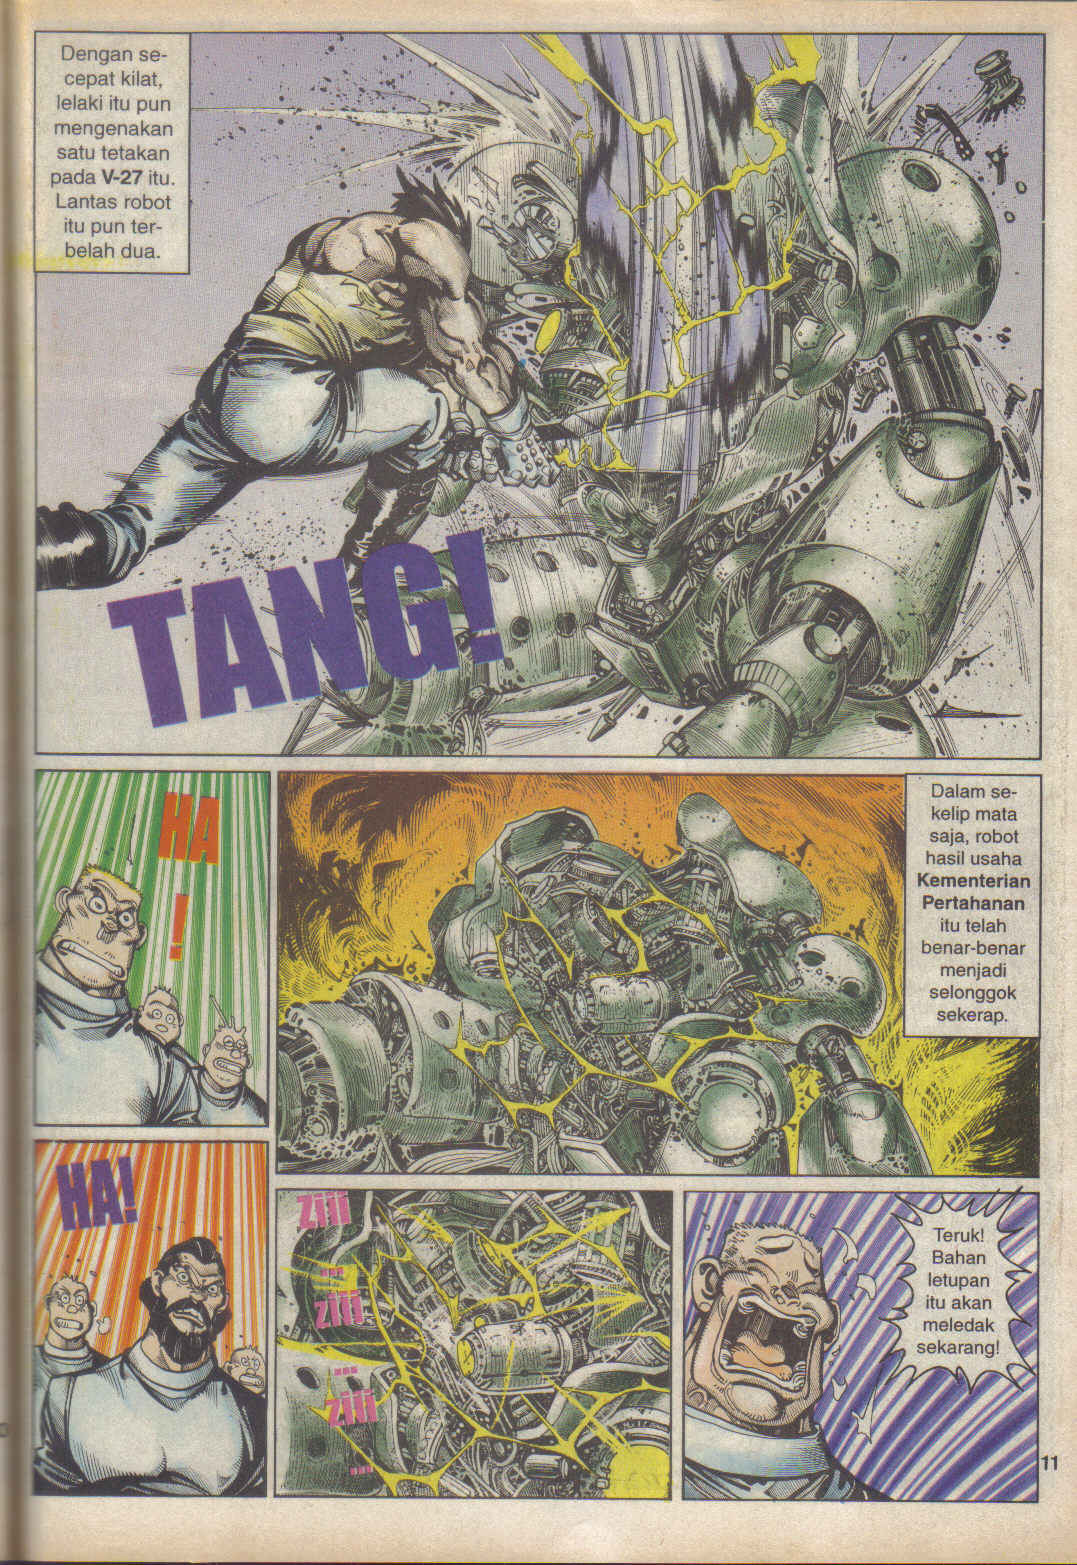 Dengan se-
cepat kilat,
lelaki itu pun
mengenakan
satu tetakan
pada V-27 itu.
Lantas robot
itu pun ter-
belah dua.
TANG!
HA
!
Dalam se-
kelip mata
saja, robot
hasil usaha
Kementerian
Pertahanan
itu telah
benar-benar
menjadi
selonggok
sekerap.
HA!
ziii
...
ziii
...
ziii
...
Teruk!
Bahan
letupan
itu akan
meledak
sekarang!
11